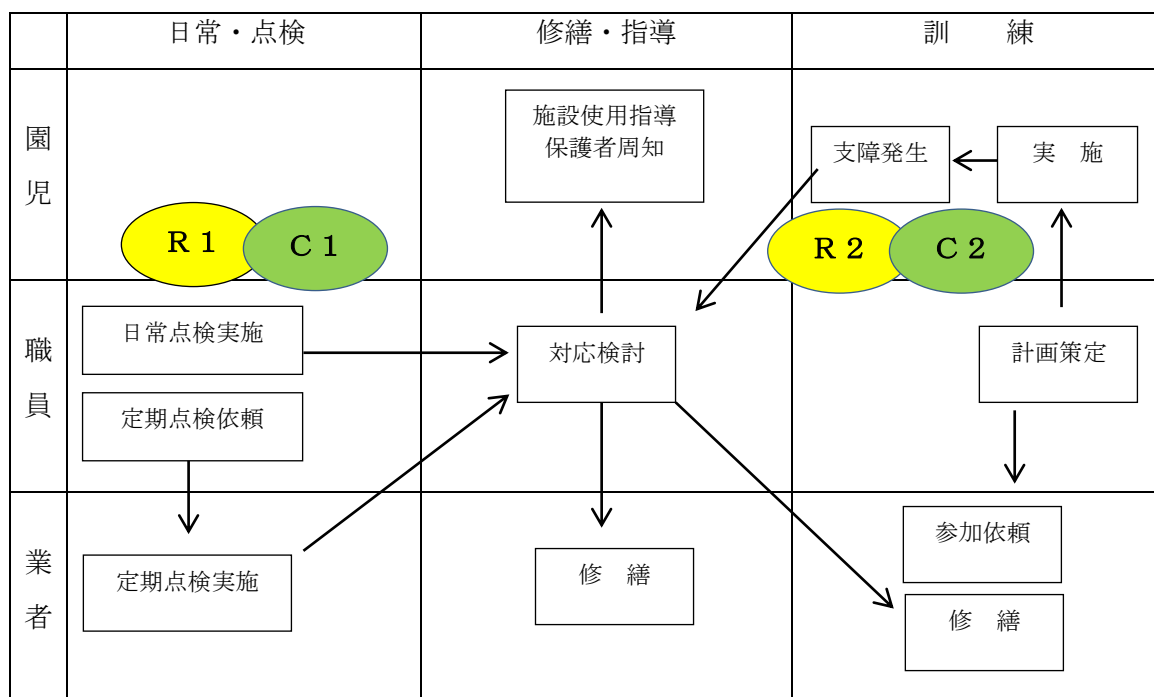 日常・点検
修繕・指導
訓　練
園児
施設使用指導
保護者周知
支障発生
実　施
R1
C1
R2
C2
職員
日常点検実施
対応検討
計画策定
定期点検依頼
業者
定期点検実施
修　繕
参加依頼
修　繕